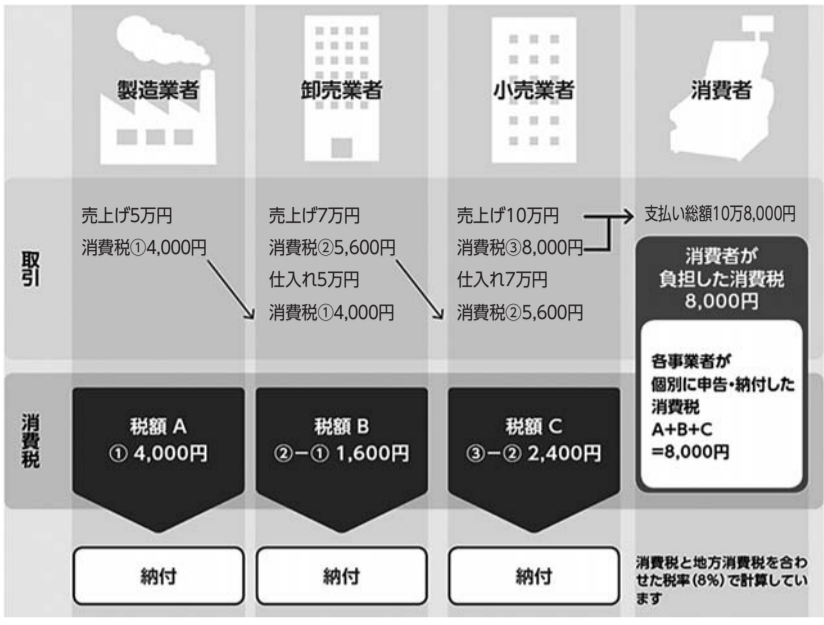 製造業者
卸売業者
小売業者
消費者
取引
売上げ5万円
消費税①4,000円
売上げ7万円
消費税②5,600円
仕入れ5万円
消費税①4,000円
売上げ10万円
消費税③8,000円
仕入れ7万円
消費税②5,600円
支払い総額10万8,000円
消費者が
負担した消費税
8,000円
各事業者が
個別に申告・納付した
消費税
A+B+C
=8,000円
消費税
税額 A
① 4,000円
税額 B
②-① 1,600円
税額 C
③-② 2,400円
納付
納付
納付
消費税と地方消費税を合わ
せた税率(8%)で計算してい
ます